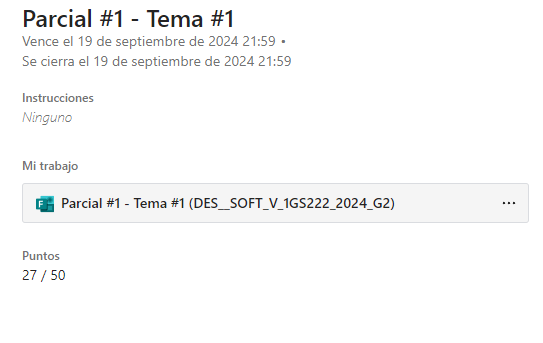 Parcial #1 - Tema #1
Vence el 19 de septiembre de 2024 21:59 •
Se cierra el 19 de septiembre de 2024 21:59
Instrucciones
Ninguno
Mi trabajo
Parcial #1 - Tema #1 (DES__SOFT_V_1GS222_2024_G2)
Puntos
27 / 50